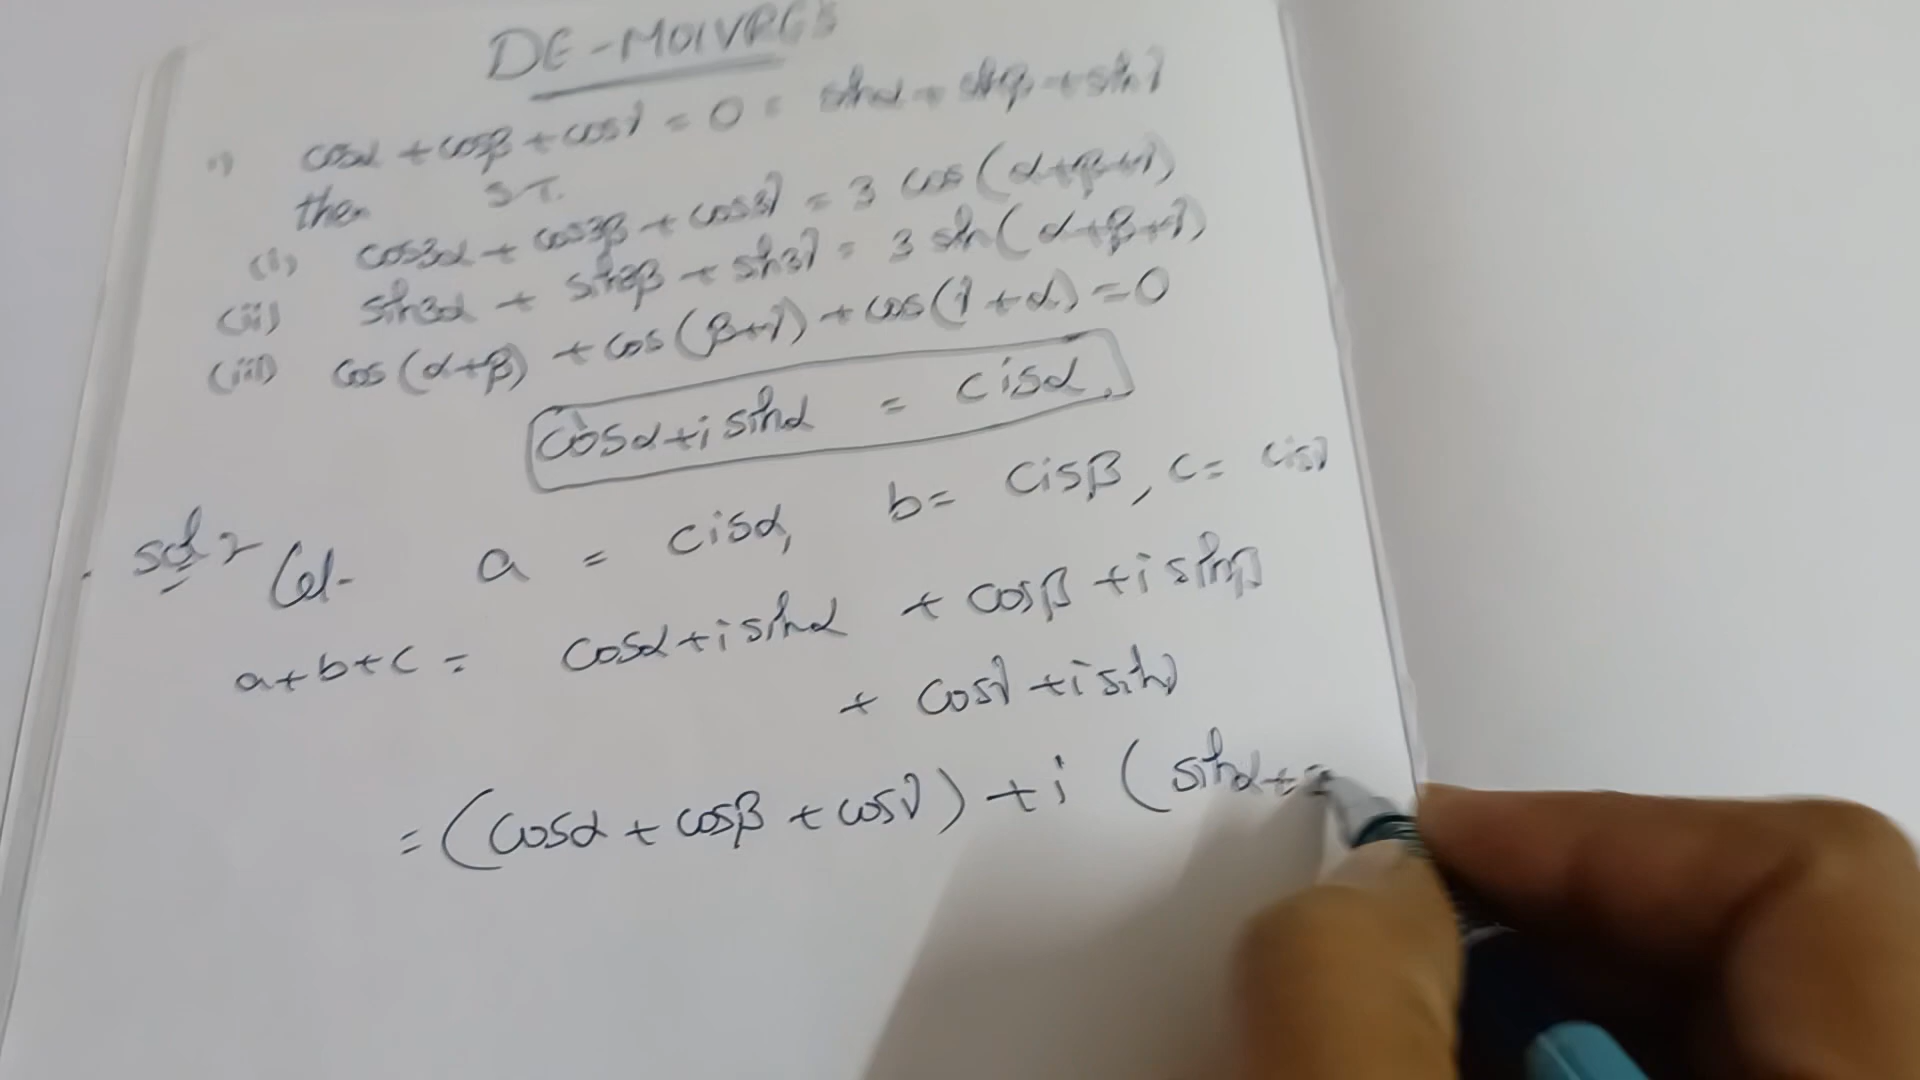 DE-MOIVRE'S
1) cosα + cosβ + cosγ = 0 = sinα + sinβ + sinγ
then S.T.
(i) cos3α + cos3β + cos3γ = 3 cos(α+β+γ)
(ii) sin3α + sin3β + sin3γ = 3 sin(α+β+γ)
(iii) cos(α+β) + cos(β+γ) + cos(γ+α) = 0
cosα + i sinα = cisα.
sol Let a = cisα, b = cisβ, c = cisγ
a+b+c = cosα + i sinα + cosβ + i sinβ
+ cosγ + i sinγ
= (cosα + cosβ + cosγ) + i (sinα +